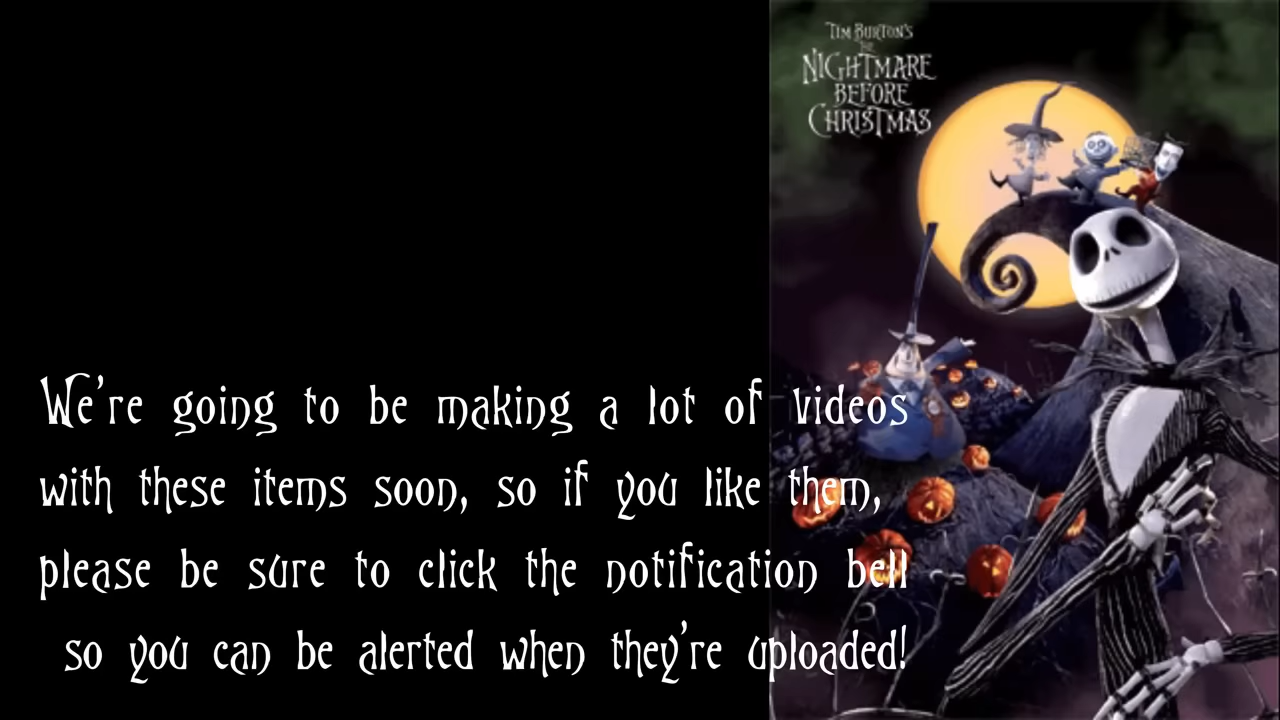 TIM BURTON'S
THE
NIGHTMARE
BEFORE
CHRISTMAS
We're going to be making a lot of videos
with these items soon, so if you like them,
please be sure to click the notification bell
so you can be alerted when they're uploaded!